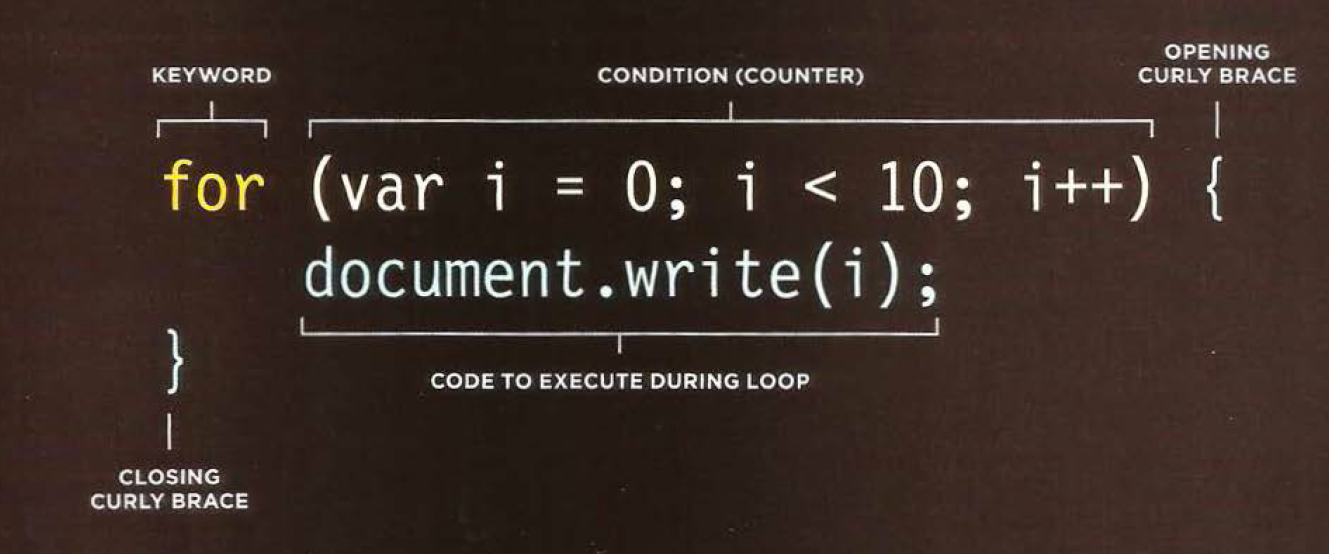 KEYWORD
CONDITION (COUNTER)
OPENING
CURLY BRACE
for (var i = 0; i < 10; i++) {
document.write(i);
}
CODE TO EXECUTE DURING LOOP
CLOSING
CURLY BRACE